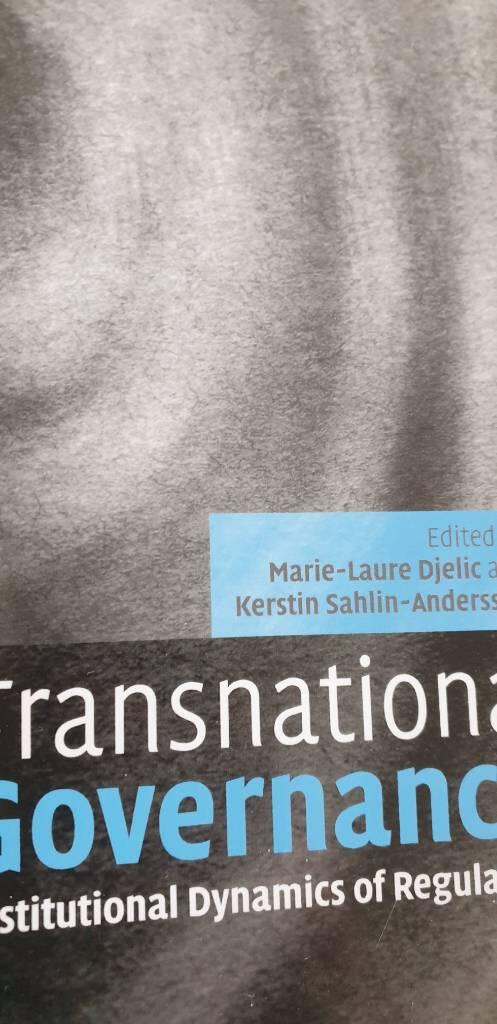 Edited
Marie-Laure Djelic a
Kerstin Sahlin-Anderss
Transnationa
Governanc
stitutional Dynamics of Regula